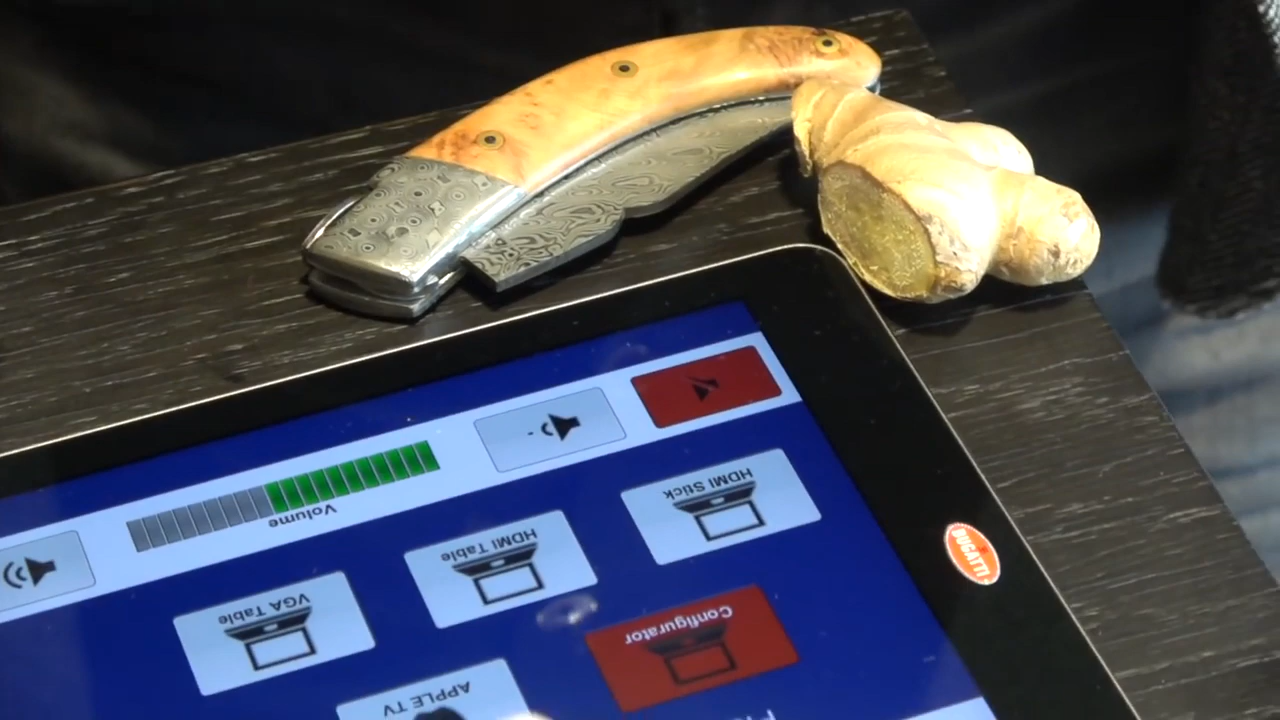 Configurator
APPLE TV
HDMI Stick
HDMI Table
VGA Table
Volume
BUGATTI